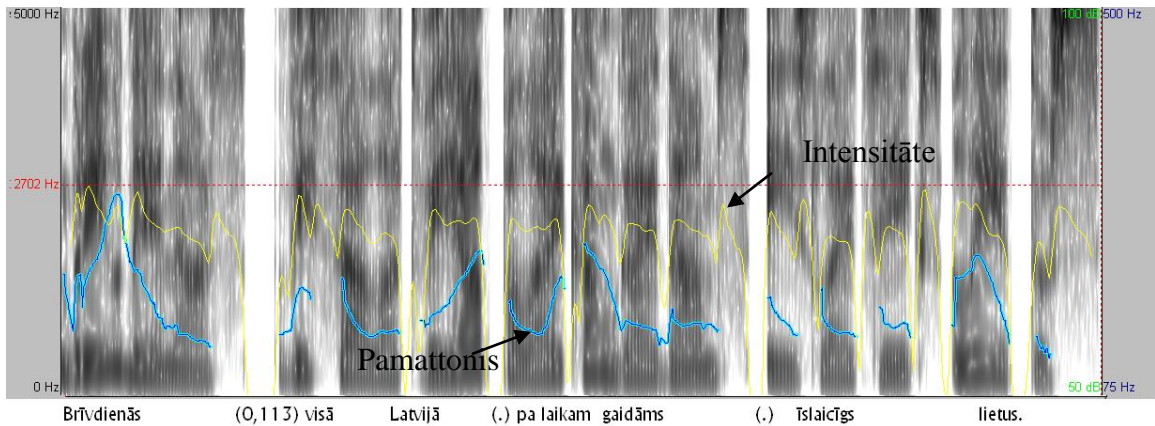 5000 Hz 100 dB 500 Hz
Intensitāte
2702 Hz
Pamattonis
0 Hz 50 dB 75 Hz
Brīvdienās (0,113) visā Latvijā (.) pa laikam gaidāms (.) īslaicīgs lietus.